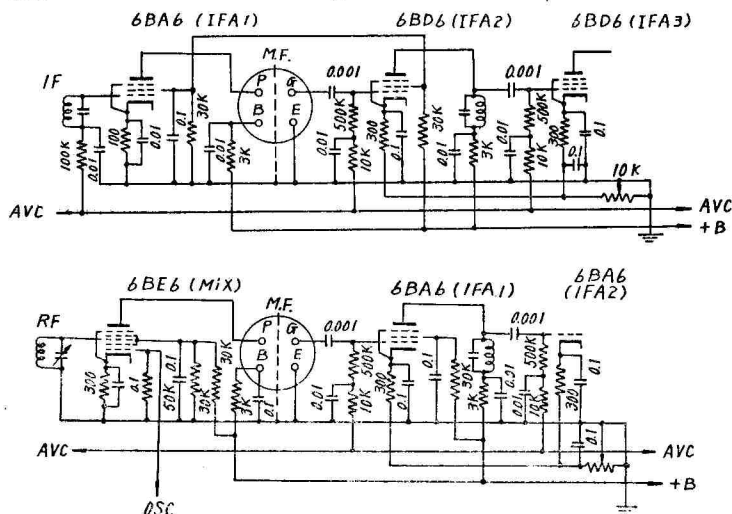 6BA6 (IFA1)
6BD6 (IFA2)
6BD6 (IFA3)
M.F.
IF
P
G
B
E
0.001
0.001
100K
0.01
100
0.01
0.1
30K
0.01
3K
0.01
500K
10K
300
0.1
30K
0.01
3K
0.01
500K
10K
300
0.1
0.1
10K
AVC
AVC
+B
6BE6 (MIX)
6BA6 (IFA.1)
6BA6
(IFA2)
M.F.
RF
P
G
B
E
0.001
0.001
300
0.1
50K
0.1
30K
30K
3K
0.1
0.01
500K
10K
300
0.1
30K
3K
0.01
0.01
500K
10K
300
0.1
0.1
AVC
AVC
+B
OSC